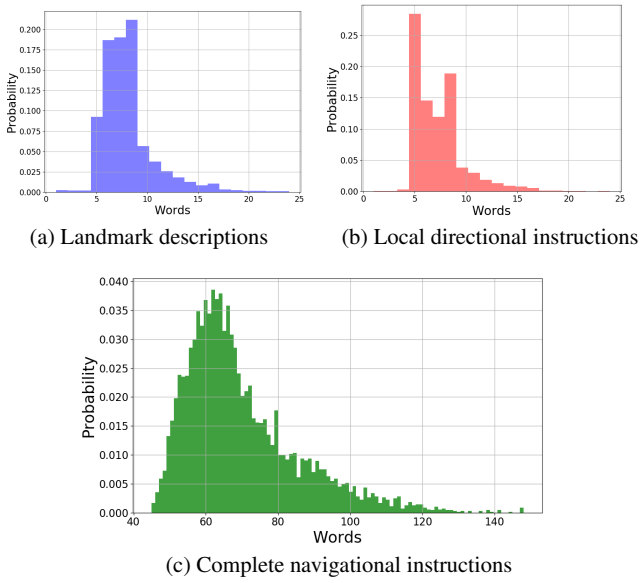 0.200
0.175
0.150
0.125
0.100
0.075
0.050
0.025
0.000
Probability
0 5 10 15 20 25
Words
(a) Landmark descriptions
0.25
0.20
0.15
0.10
0.05
0.00
Probability
0 5 10 15 20 25
Words
(b) Local directional instructions
0.040
0.035
0.030
0.025
0.020
0.015
0.010
0.005
0.000
Probability
40 60 80 100 120 140
Words
(c) Complete navigational instructions